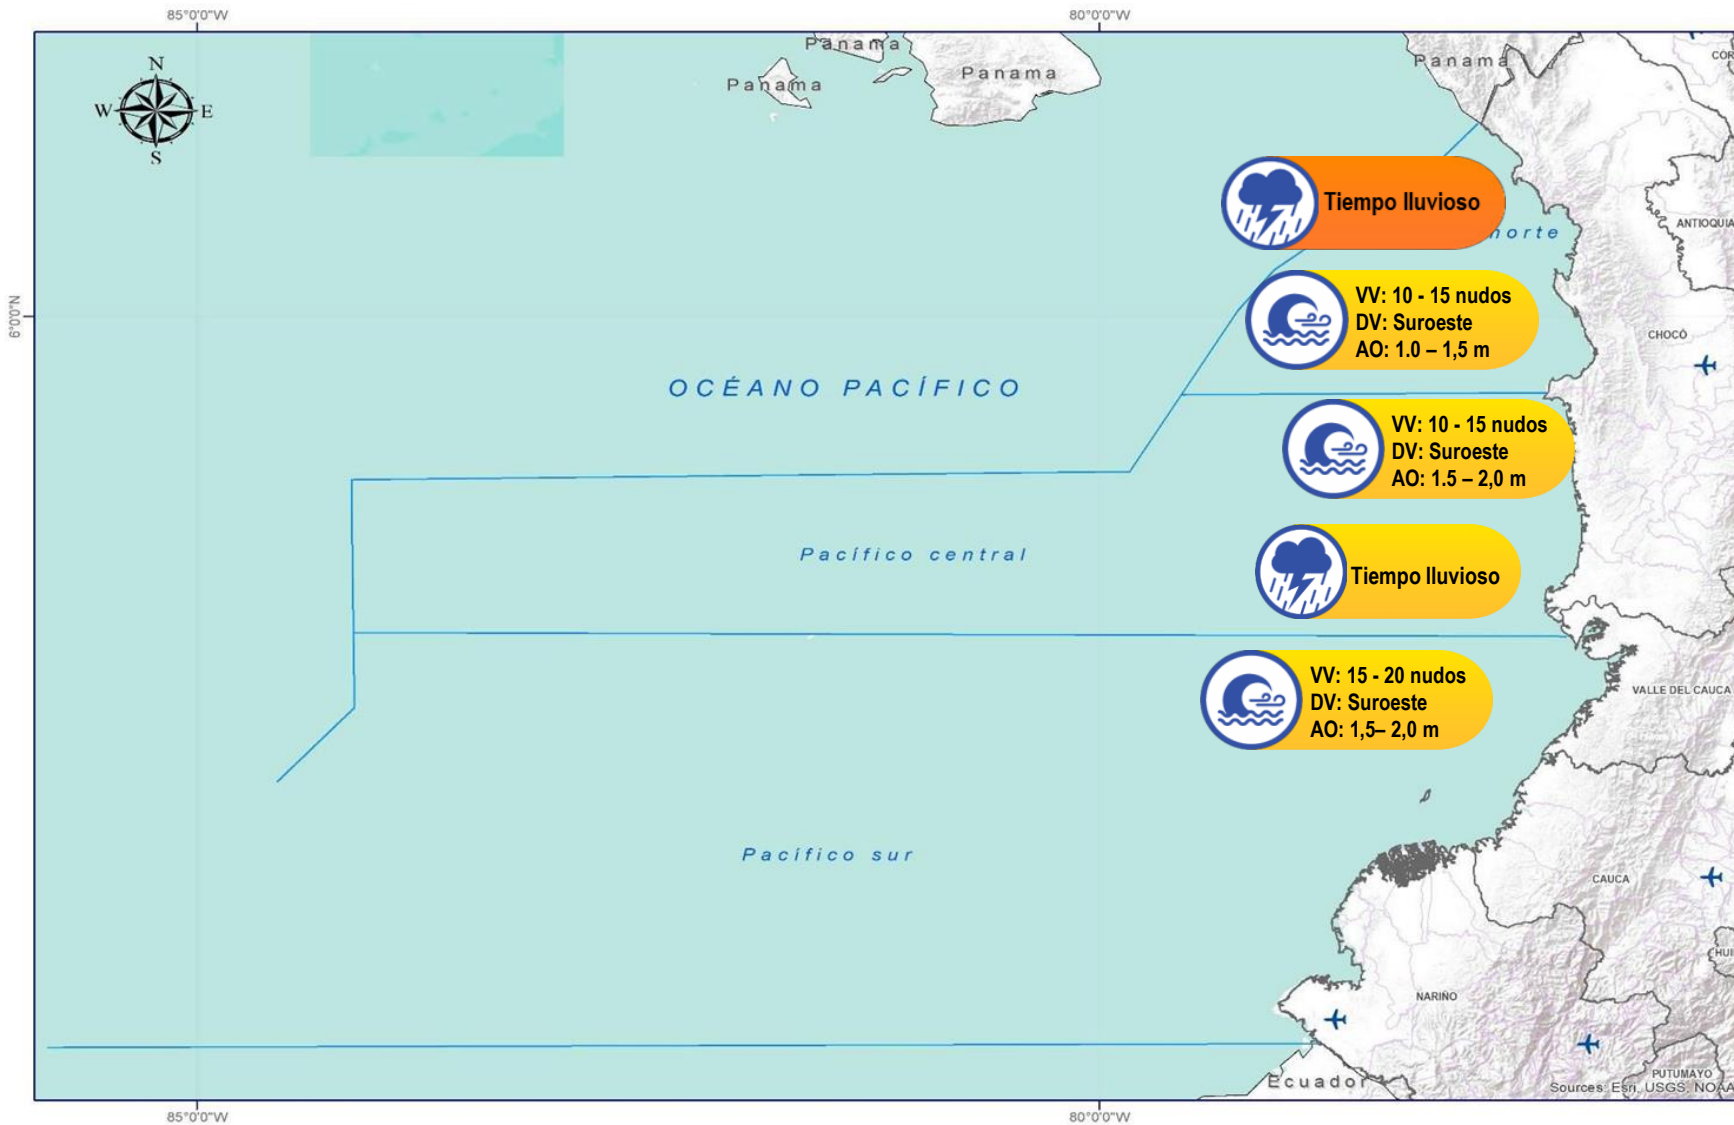 85°0'0"W 80°0'0"W
N
W E
S
Panama
Panama
Panama
Panama
ANTIOQUIA
Tiempo lluvioso
norte
6°0'0"N
VV: 10 - 15 nudos
DV: Suroeste
AO: 1.0 – 1,5 m
CHOCÓ
OCÉANO PACÍFICO
VV: 10 - 15 nudos
DV: Suroeste
AO: 1.5 – 2,0 m
Pacífico central
Tiempo lluvioso
VV: 15 - 20 nudos
DV: Suroeste
AO: 1,5– 2,0 m
VALLE DEL CAUCA
Pacífico sur
CAUCA
NARIÑO
PUTUMAYO
Ecuador
Sources: Esri, USGS, NOAA
85°0'0"W 80°0'0"W